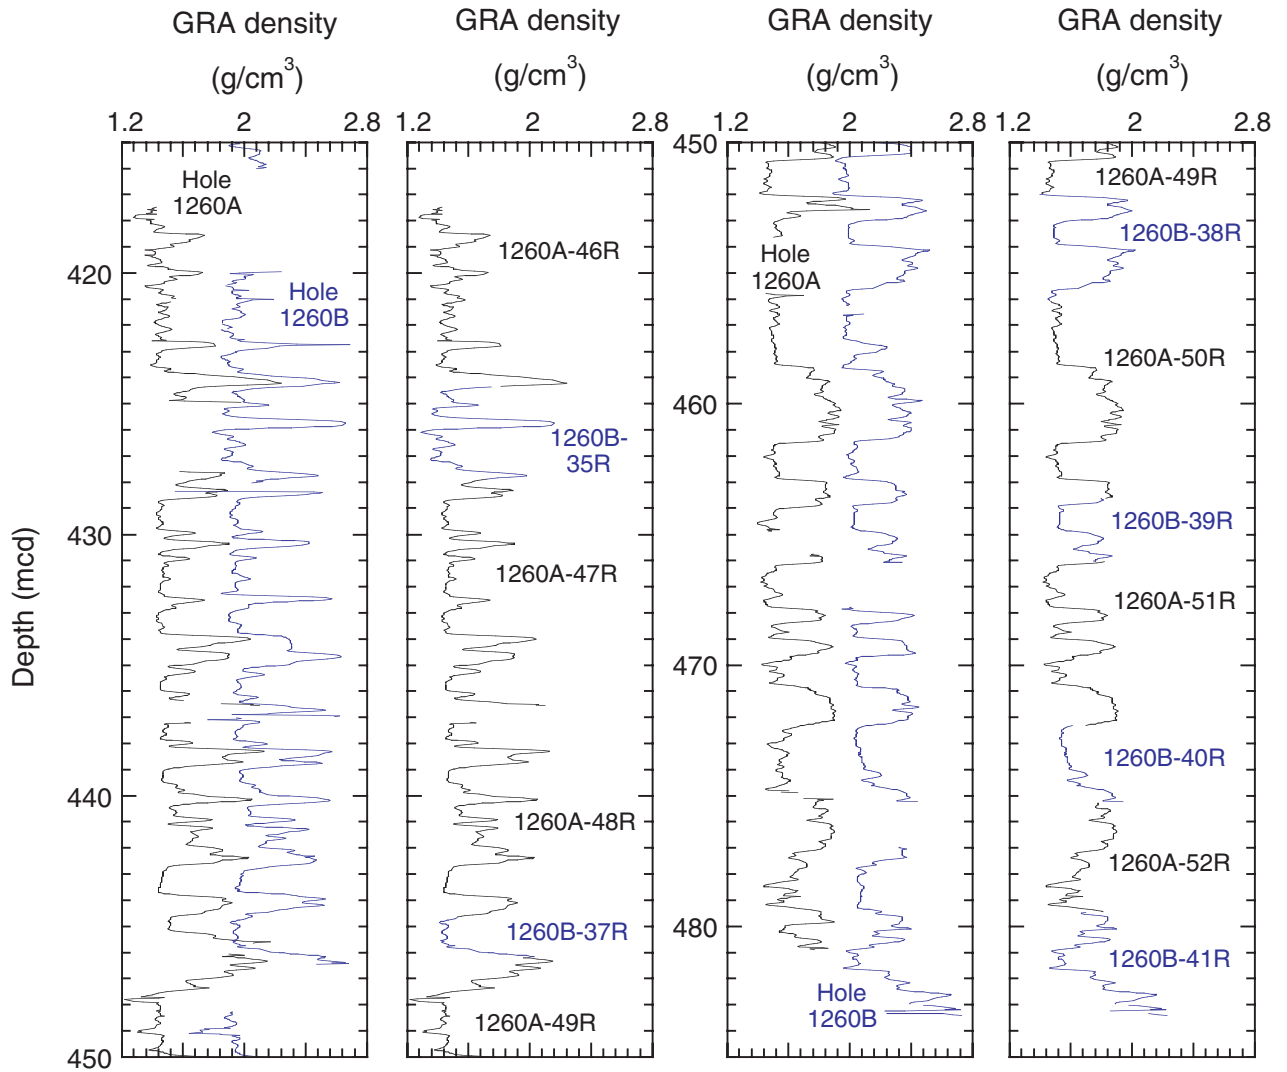 GRA density GRA density GRA density GRA density
(g/cm3) (g/cm3) (g/cm3) (g/cm3)
1.2 2 2.8 1.2 2 2.8 1.2 2 2.8 1.2 2 2.8
Depth (mcd)
420
430
440
450
Hole
1260A
Hole
1260B
1260A-46R
1260B-
35R
1260A-47R
1260A-48R
1260B-37R
1260A-49R
450
460
470
480
Hole
1260A
Hole
1260B
1260A-49R
1260B-38R
1260A-50R
1260B-39R
1260A-51R
1260B-40R
1260A-52R
1260B-41R